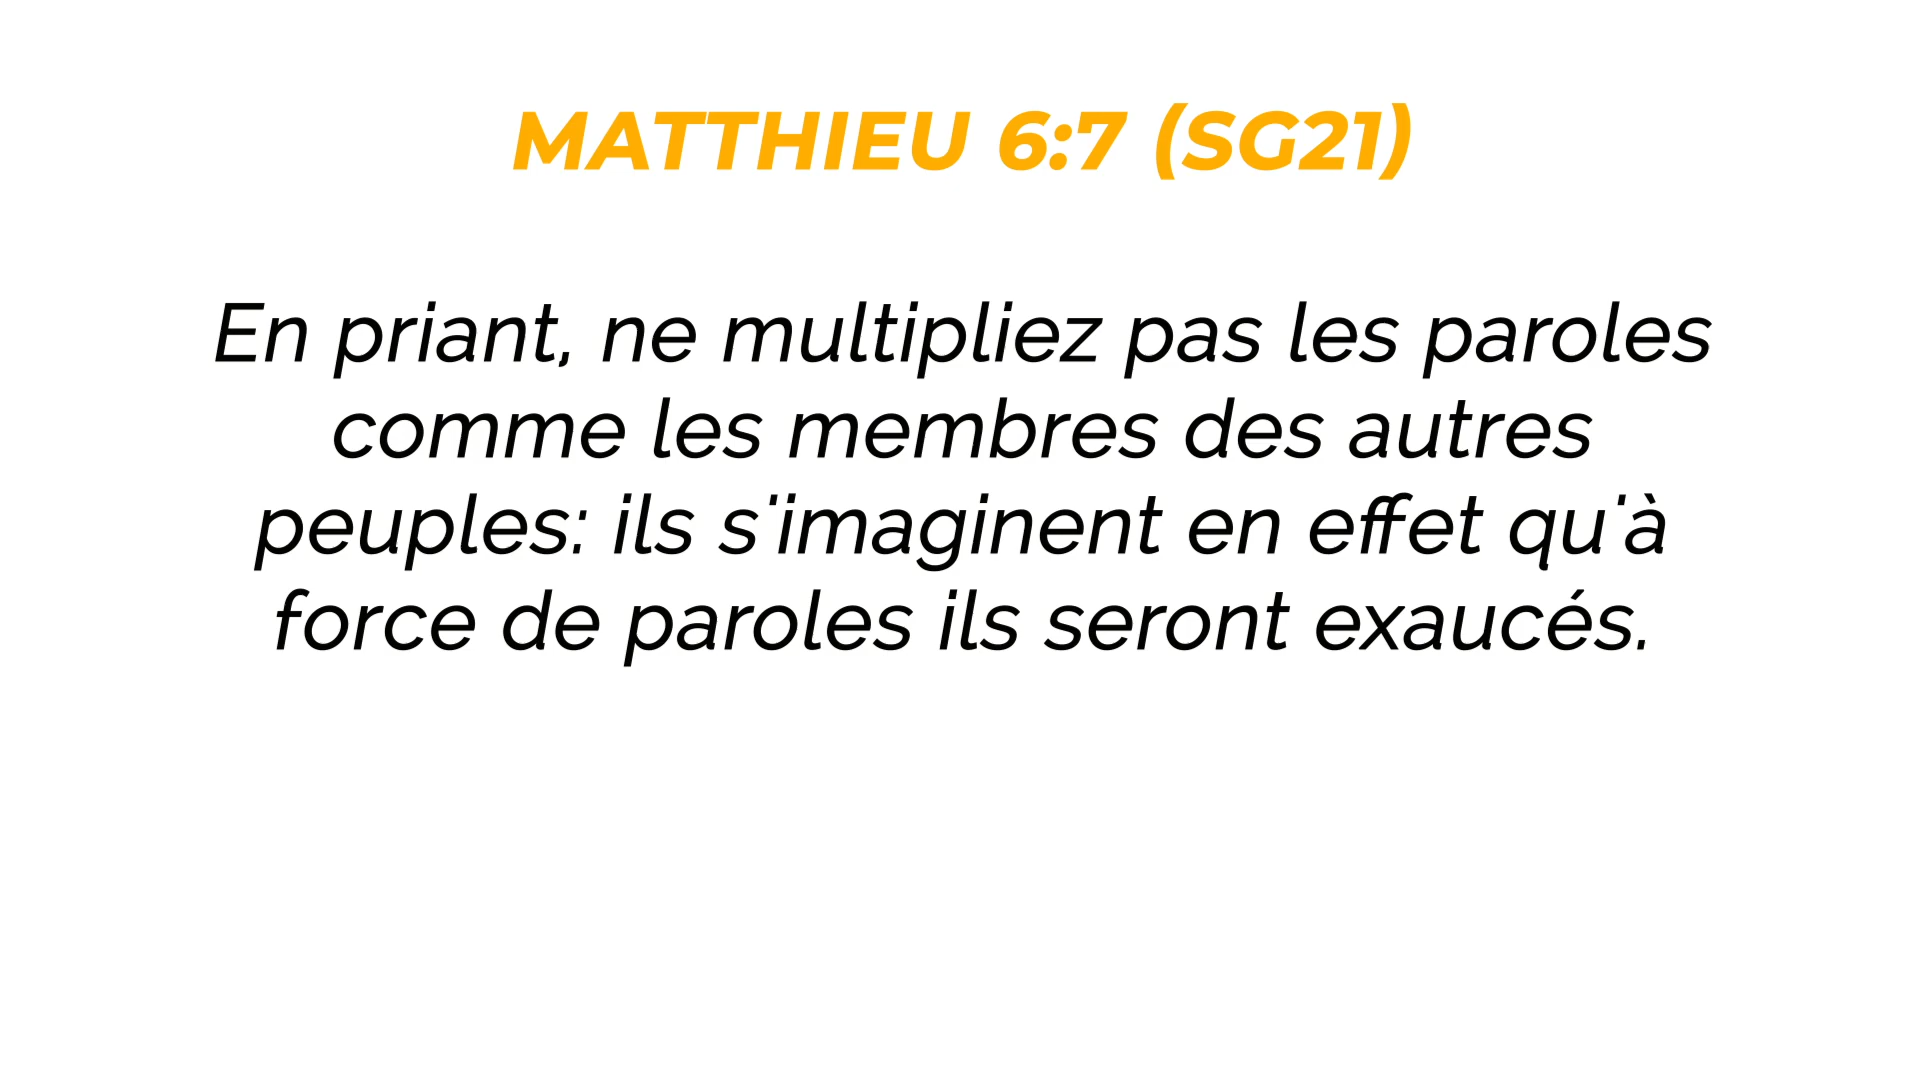 MATTHIEU 6:7 (SG21)
En priant, ne multipliez pas les paroles
comme les membres des autres
peuples: ils s'imaginent en effet qu'à
force de paroles ils seront exaucés.